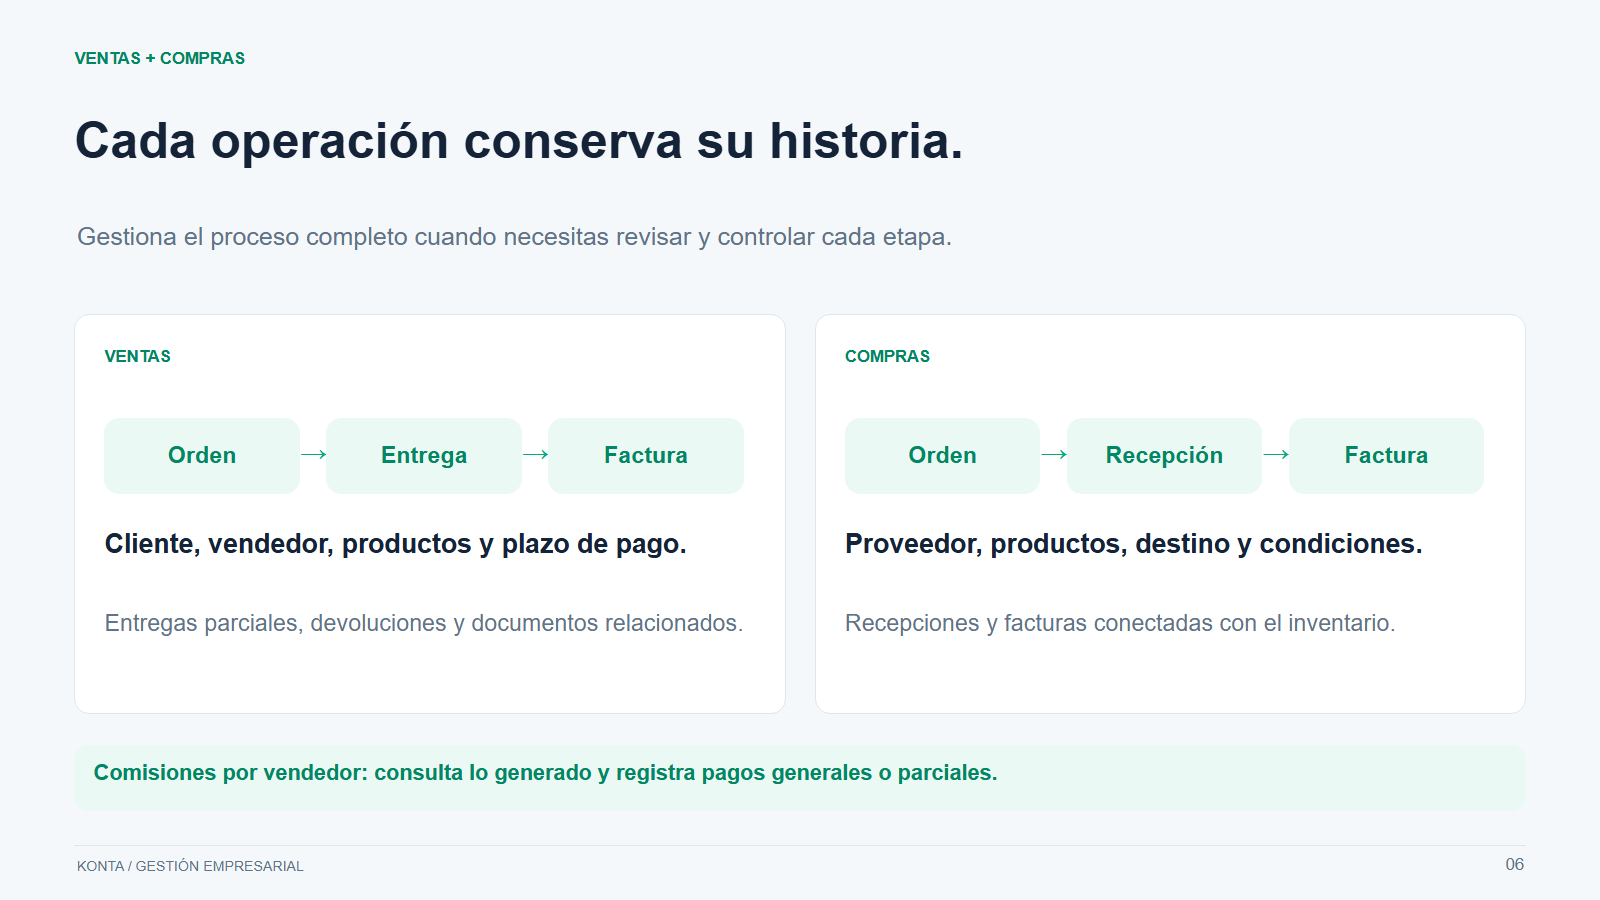 VENTAS + COMPRAS
Cada operación conserva su historia.
Gestiona el proceso completo cuando necesitas revisar y controlar cada etapa.
VENTAS
Orden → Entrega → Factura
Cliente, vendedor, productos y plazo de pago.
Entregas parciales, devoluciones y documentos relacionados.
COMPRAS
Orden → Recepción → Factura
Proveedor, productos, destino y condiciones.
Recepciones y facturas conectadas con el inventario.
Comisiones por vendedor: consulta lo generado y registra pagos generales o parciales.
KONTA / GESTIÓN EMPRESARIAL
06